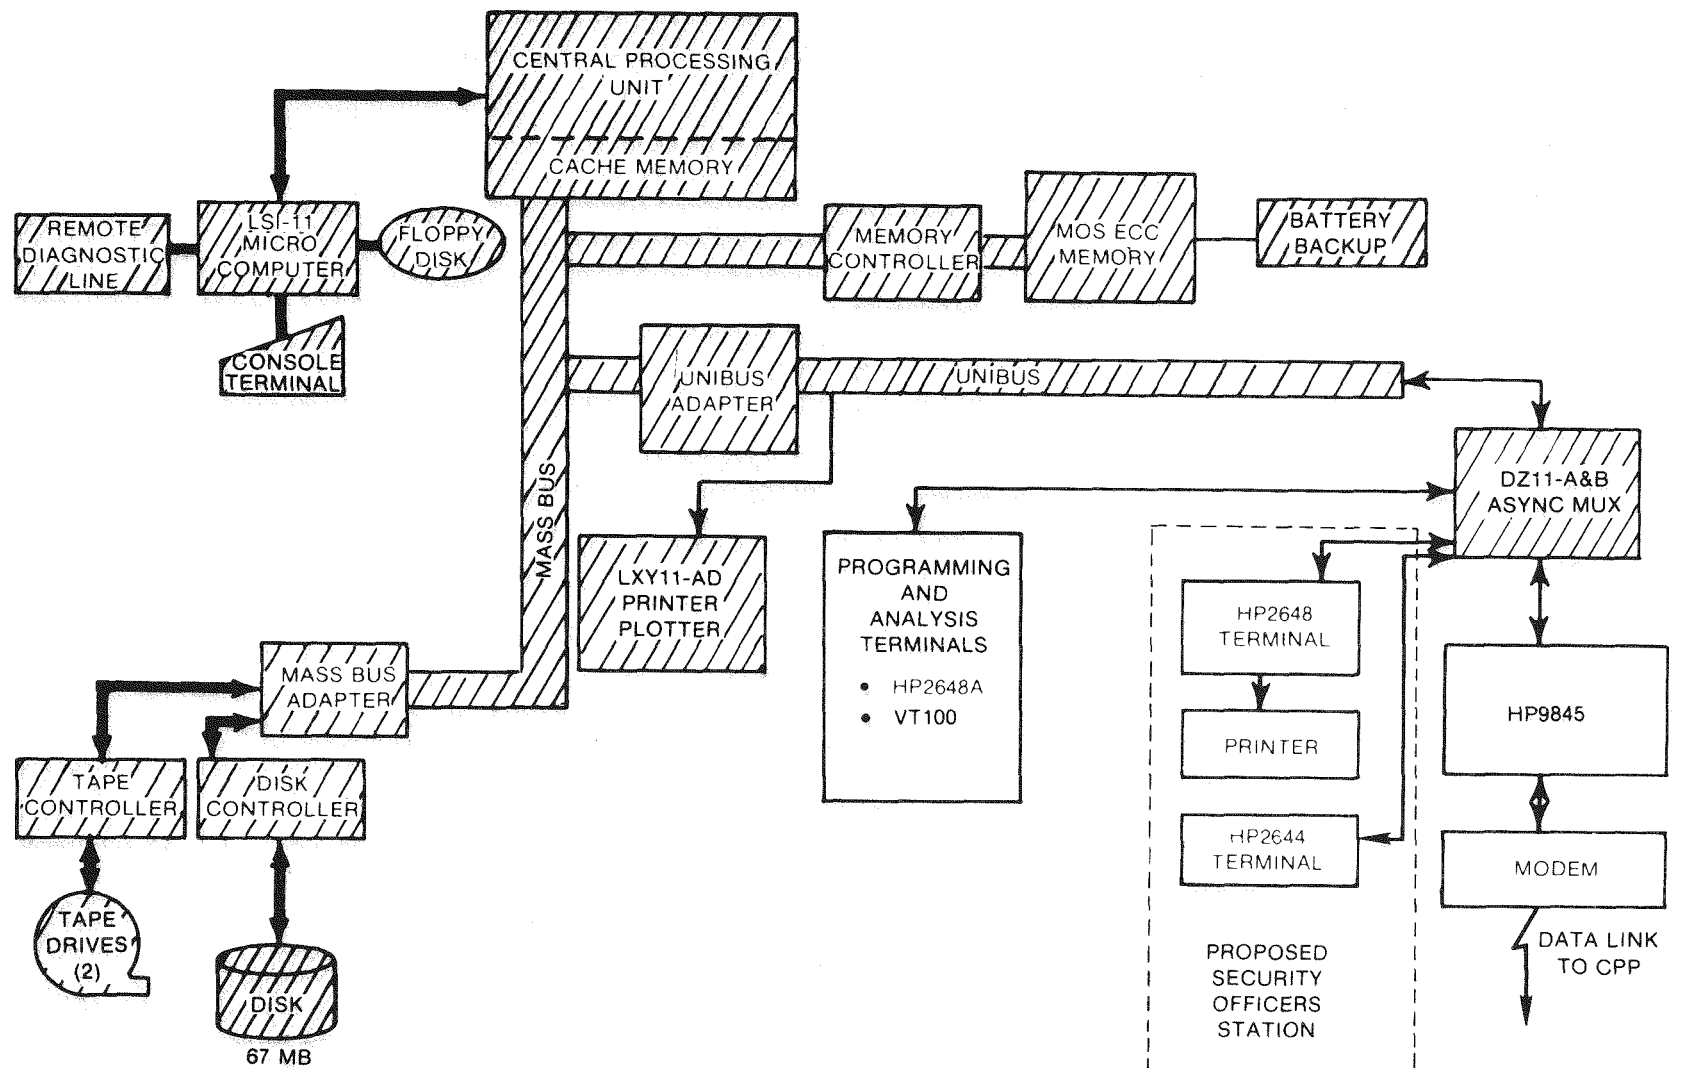 CENTRAL PROCESSING
UNIT
CACHE MEMORY
REMOTE
DIAGNOSTIC
LINE
LSI-11
MICRO
COMPUTER
FLOPPY
DISK
CONSOLE
TERMINAL
MEMORY
CONTROLLER
MOS ECC
MEMORY
BATTERY
BACKUP
UNIBUS
ADAPTER
UNIBUS
MASS BUS
DZ11-A&B
ASYNC MUX
LXY11-AD
PRINTER
PLOTTER
PROGRAMMING
AND
ANALYSIS
TERMINALS
• HP2648A
• VT100
HP2648
TERMINAL
PRINTER
HP2644
TERMINAL
PROPOSED
SECURITY
OFFICERS
STATION
HP9845
MODEM
DATA LINK
TO CPP
MASS BUS
ADAPTER
TAPE
CONTROLLER
DISK
CONTROLLER
TAPE
DRIVES
(2)
DISK
67 MB